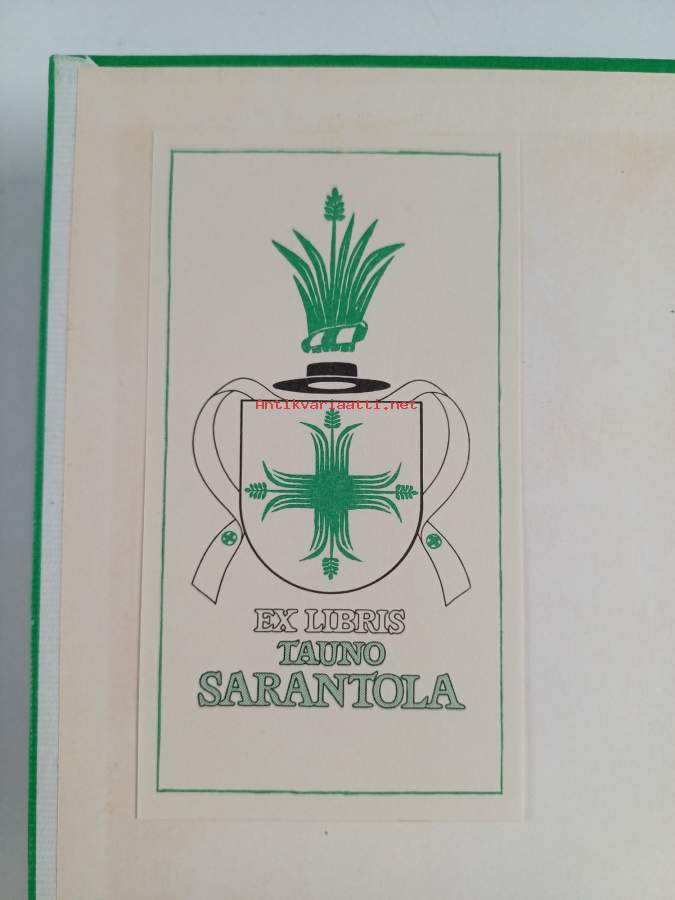 Antikvariaatti.net
EX LIBRIS
TAUNO
SARANTOLA